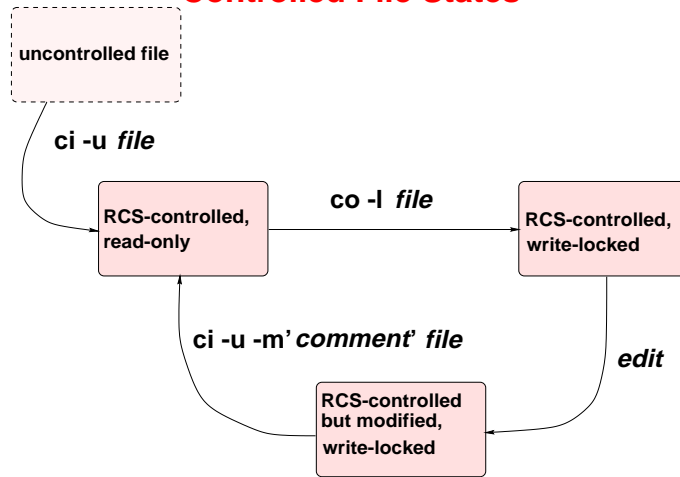 Controlled File States
uncontrolled file
ci -u file
RCS-controlled,
read-only
co -l file
RCS-controlled,
write-locked
ci -u -m' comment' file
edit
RCS-controlled
but modified,
write-locked